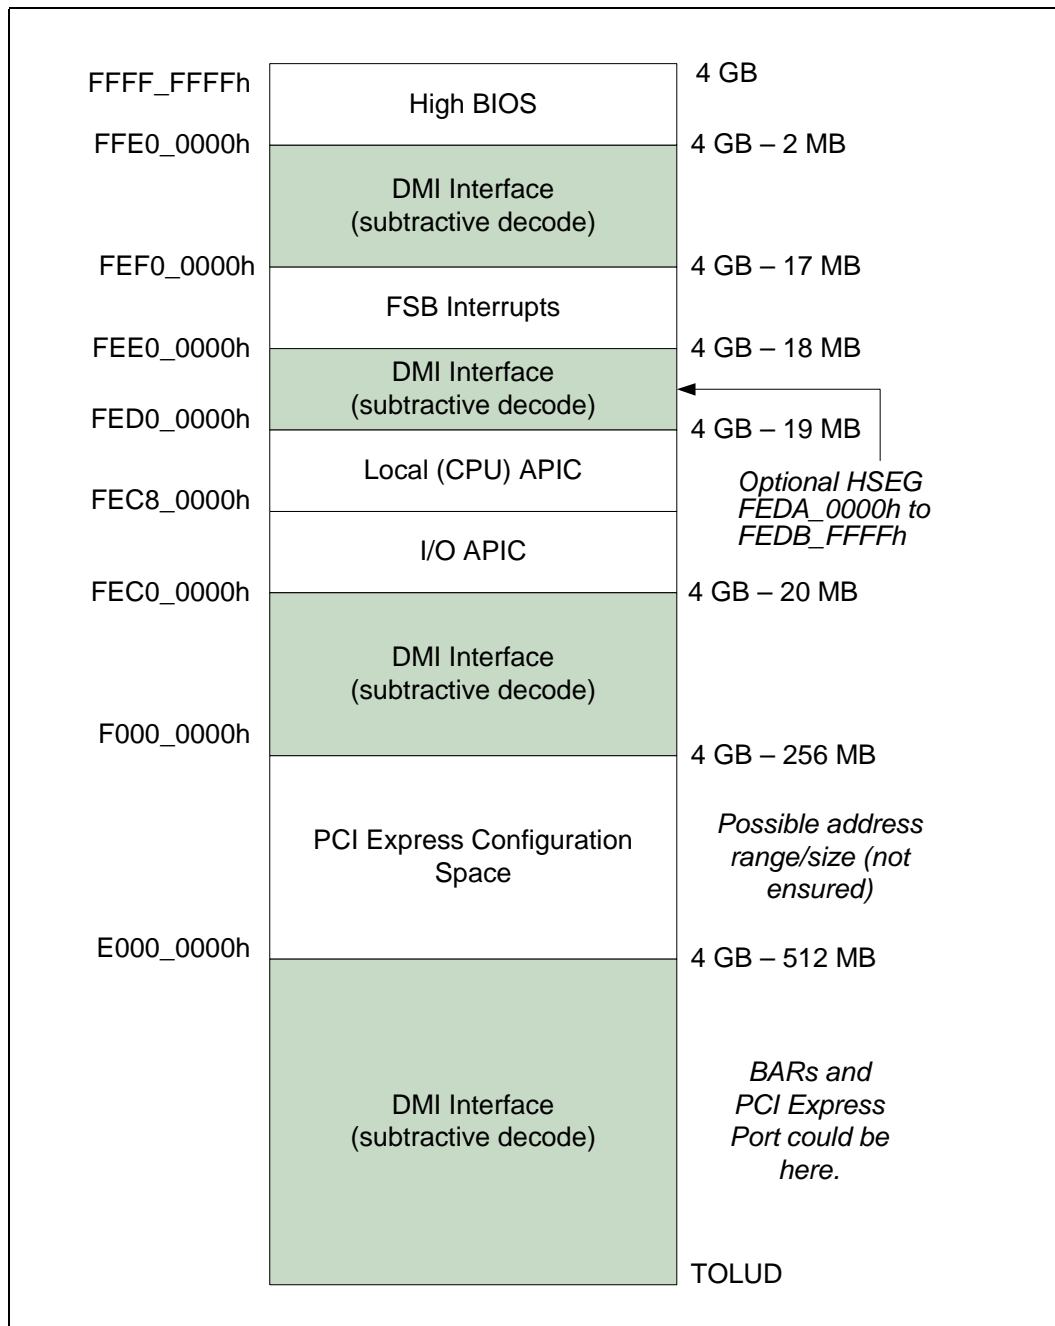 FFFF_FFFFh
4 GB
High BIOS
FFE0_0000h
4 GB – 2 MB
DMI Interface
(subtractive decode)
FEF0_0000h
4 GB – 17 MB
FSB Interrupts
FEE0_0000h
4 GB – 18 MB
DMI Interface
(subtractive decode)
FED0_0000h
4 GB – 19 MB
Local (CPU) APIC
Optional HSEG
FEDA_0000h to
FEDB_FFFFh
FEC8_0000h
I/O APIC
FEC0_0000h
4 GB – 20 MB
DMI Interface
(subtractive decode)
F000_0000h
4 GB – 256 MB
PCI Express Configuration
Space
Possible address
range/size (not
ensured)
E000_0000h
4 GB – 512 MB
DMI Interface
(subtractive decode)
BARs and
PCI Express
Port could be
here.
TOLUD